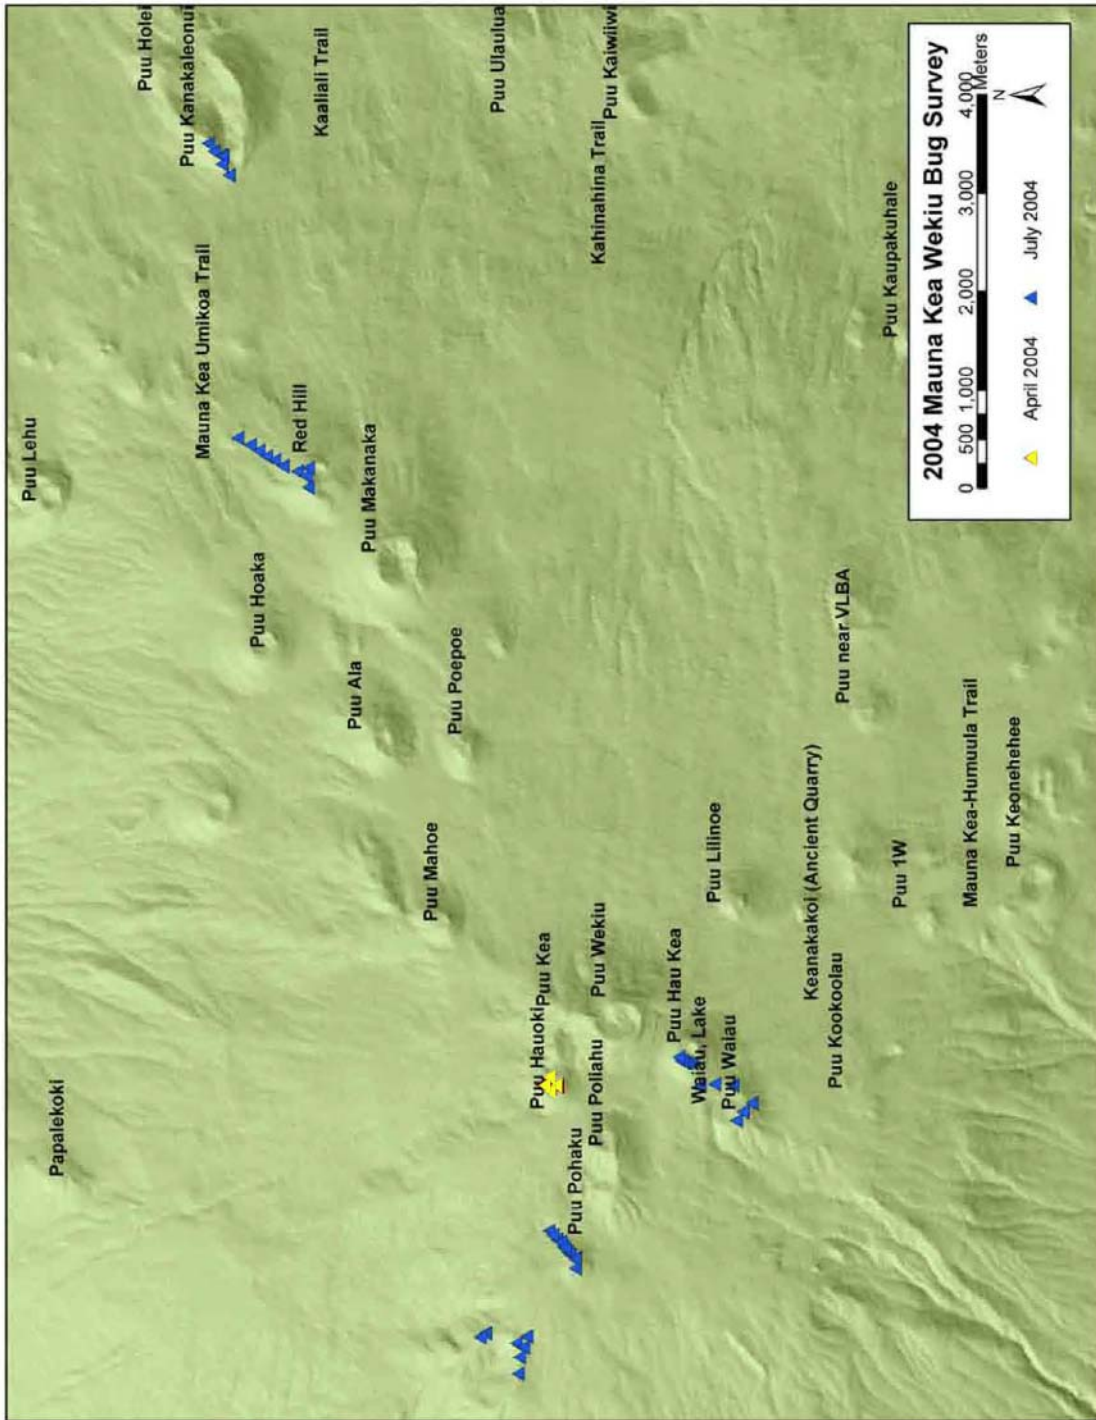 Puu Lehu
Papalekoki
Puu Holei
Puu Kanakaleonui
Mauna Kea Umikoa Trail
Puu Hoaka
Red Hill
Kaaliali Trail
Puu Ala
Puu Makanaka
Puu Mahoe
Puu Poepoe
Puu Ulaulua
Puu Hauoki
Puu Kea
Puu Pohaku
Puu Poliahu
Puu Wekiu
Kahinahina Trail
Puu Kaiwiiwi
Puu Hau Kea
Waiau, Lake
Puu Lilinoe
Puu Waiau
Keanakakoi (Ancient Quarry)
Puu Kookoolau
Puu near VLBA
Puu Kaupakuhale
Puu 1W
Mauna Kea-Humuula Trail
Puu Keonehehee
2004 Mauna Kea Wekiu Bug Survey
0 500 1,000 2,000 3,000 4,000
Meters
N
April 2004 July 2004